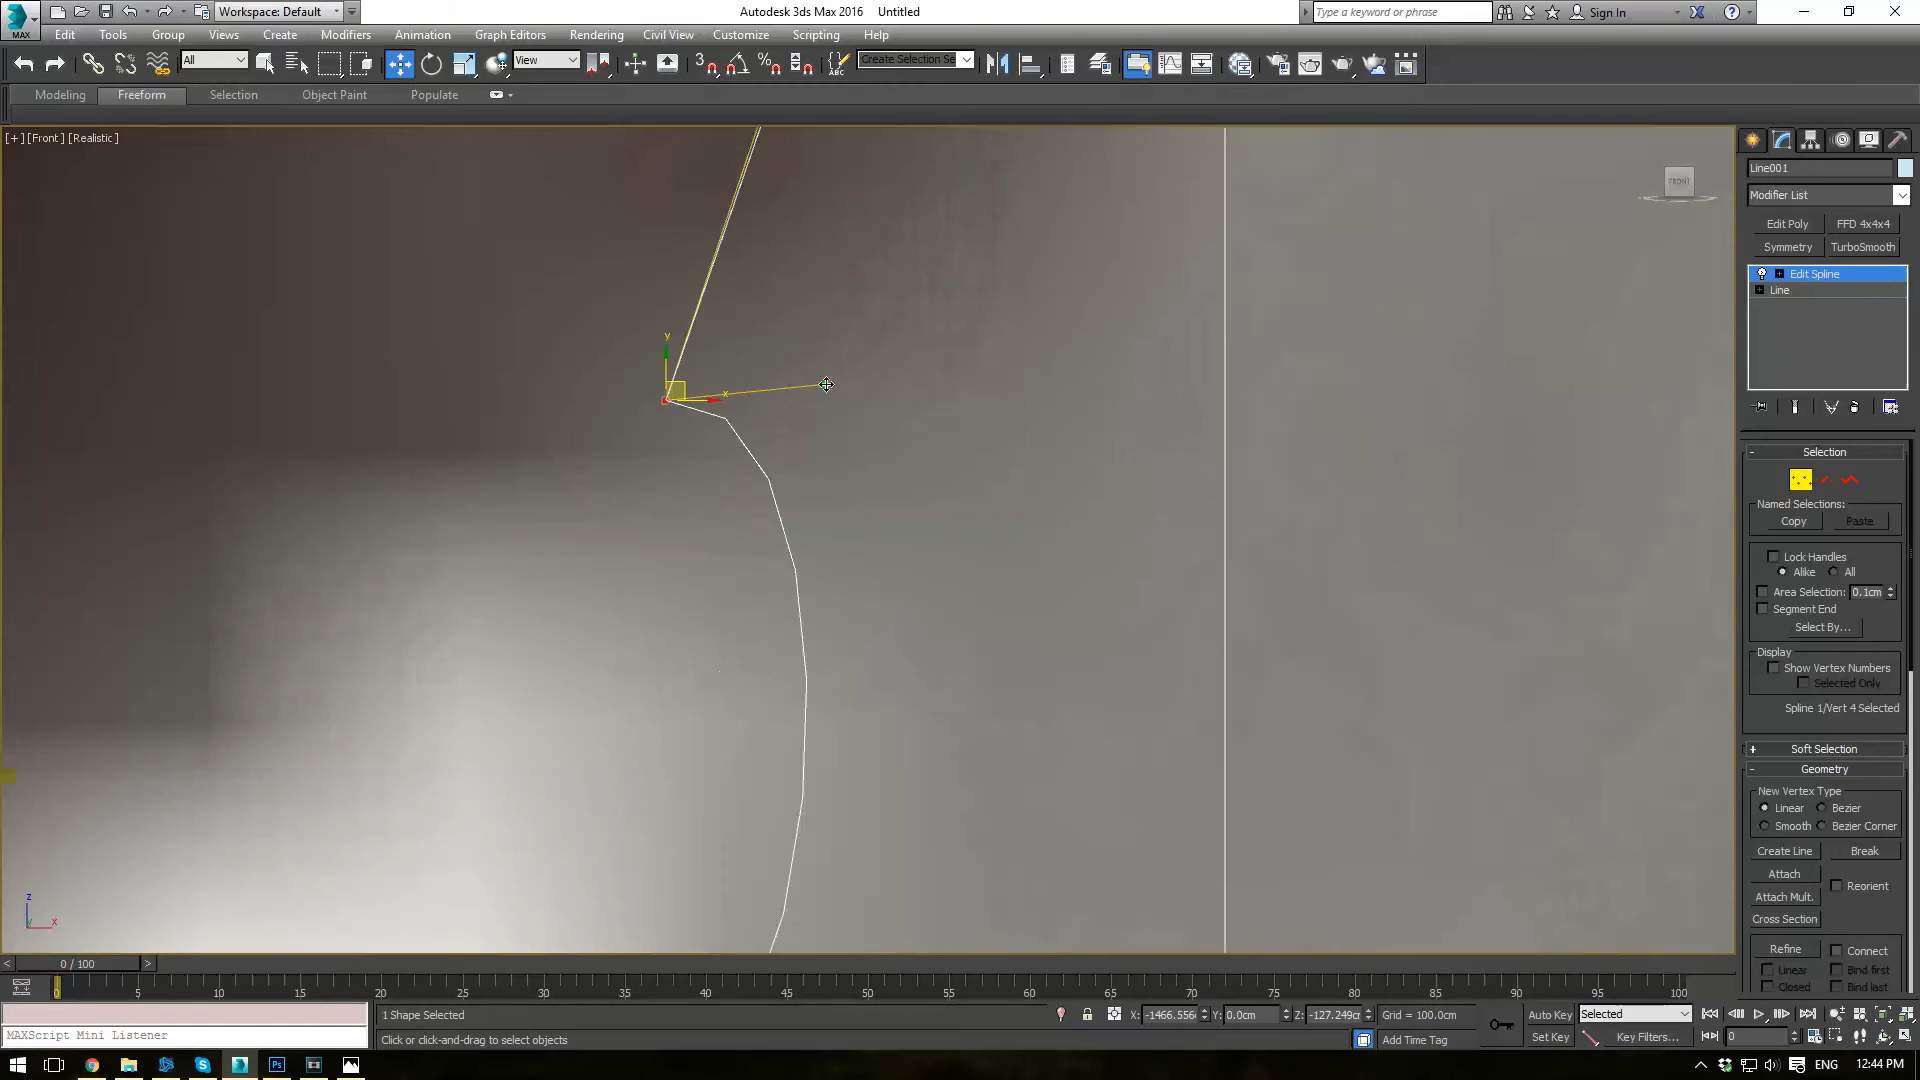 Workspace: Default
Autodesk 3ds Max 2016 Untitled
Type a keyword or phrase
Sign In
MAX
Edit Tools Group Views Create Modifiers Animation Graph Editors Rendering Civil View Customize Scripting Help
All
View
3
Create Selection Se
ABC
Modeling Freeform Selection Object Paint Populate
[+] [Front] [Realistic]
FRONT
Line001
Modifier List
Edit Poly FFD 4x4x4
Symmetry TurboSmooth
Edit Spline
Line
y
x
Selection
Named Selections:
Copy Paste
Lock Handles
Alike All
Area Selection: 0.1cm
Segment End
Select By...
Display
Show Vertex Numbers
Selected Only
Spline 1/Vert 4 Selected
Soft Selection
Geometry
New Vertex Type
Linear Bezier
Smooth Bezier Corner
Create Line Break
Attach
Reorient
Attach Mult.
Cross Section
Refine Connect
Linear Bind first
Closed Bind last
z
y x
< 0 / 100 >
0 5 10 15 20 25 30 35 40 45 50 55 60 65 70 75 80 85 90 95 100
1 Shape Selected
X: -1466.556 Y: 0.0cm Z: -127.249cm Grid = 100.0cm
Auto Key Selected
MAXScript Mini Listener
Click or click-and-drag to select objects
Add Time Tag
Set Key Key Filters...
0
ENG 12:44 PM